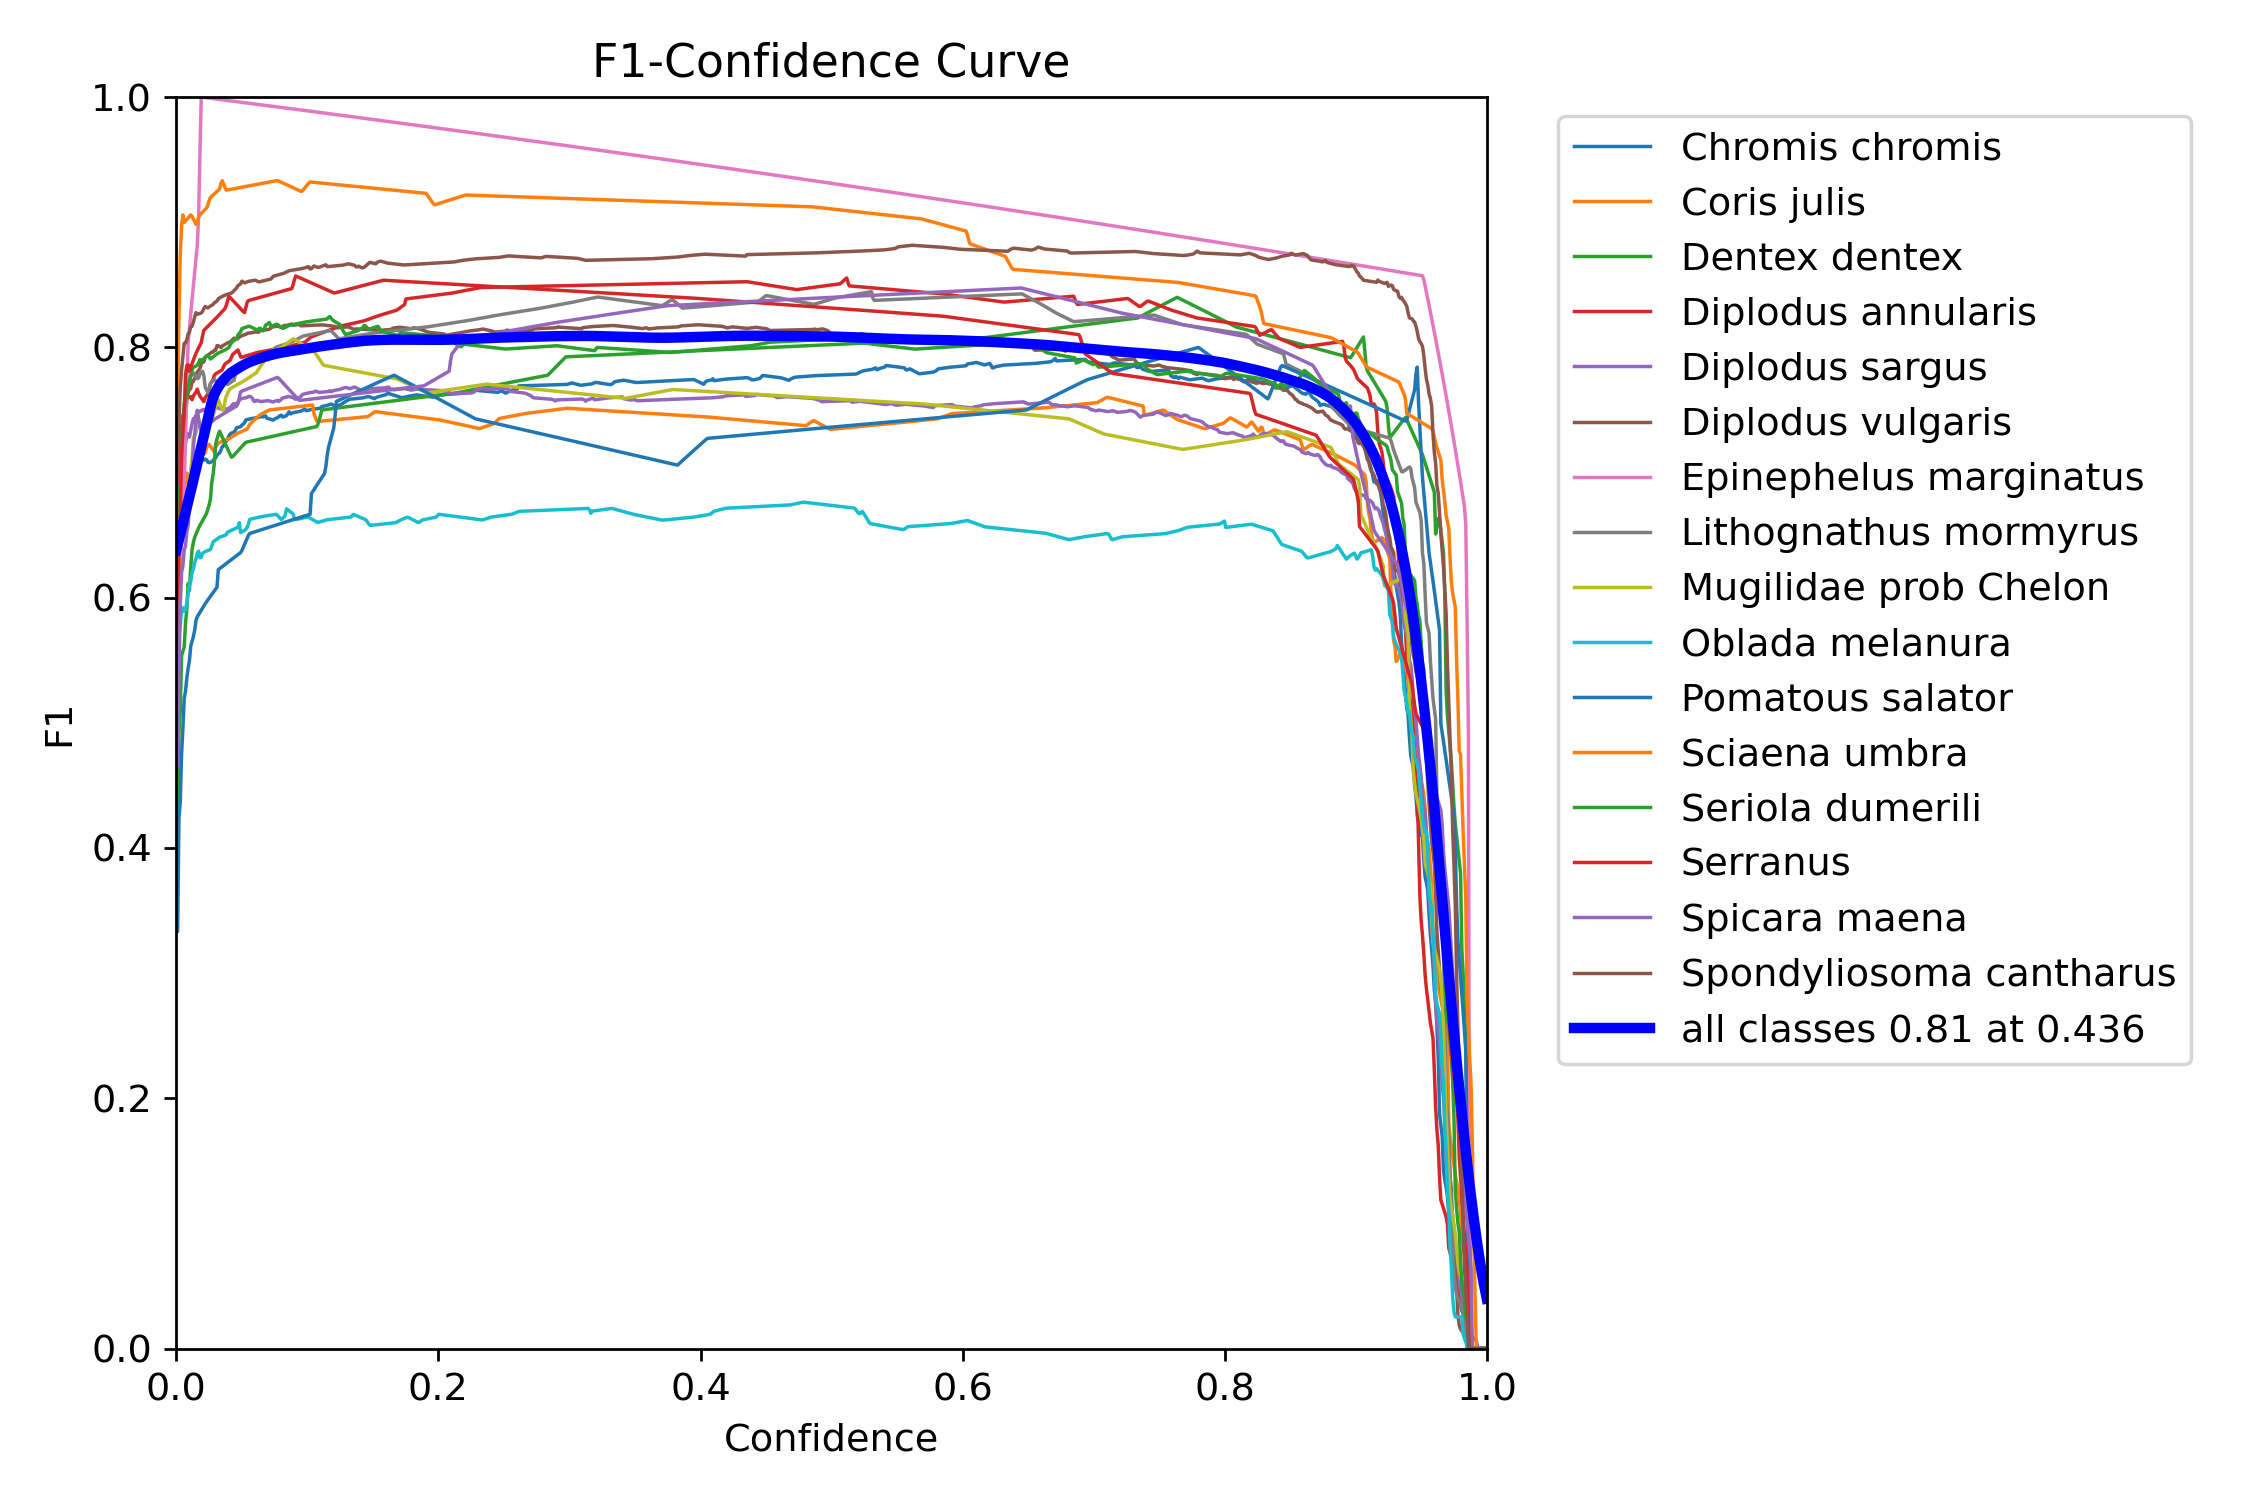 F1-Confidence Curve
1.0
0.8
0.6
0.4
0.2
0.0
F1
0.0 0.2 0.4 0.6 0.8 1.0
Confidence
Chromis chromis
Coris julis
Dentex dentex
Diplodus annularis
Diplodus sargus
Diplodus vulgaris
Epinephelus marginatus
Lithognathus mormyrus
Mugilidae prob Chelon
Oblada melanura
Pomatous salator
Sciaena umbra
Seriola dumerili
Serranus
Spicara maena
Spondyliosoma cantharus
all classes 0.81 at 0.436